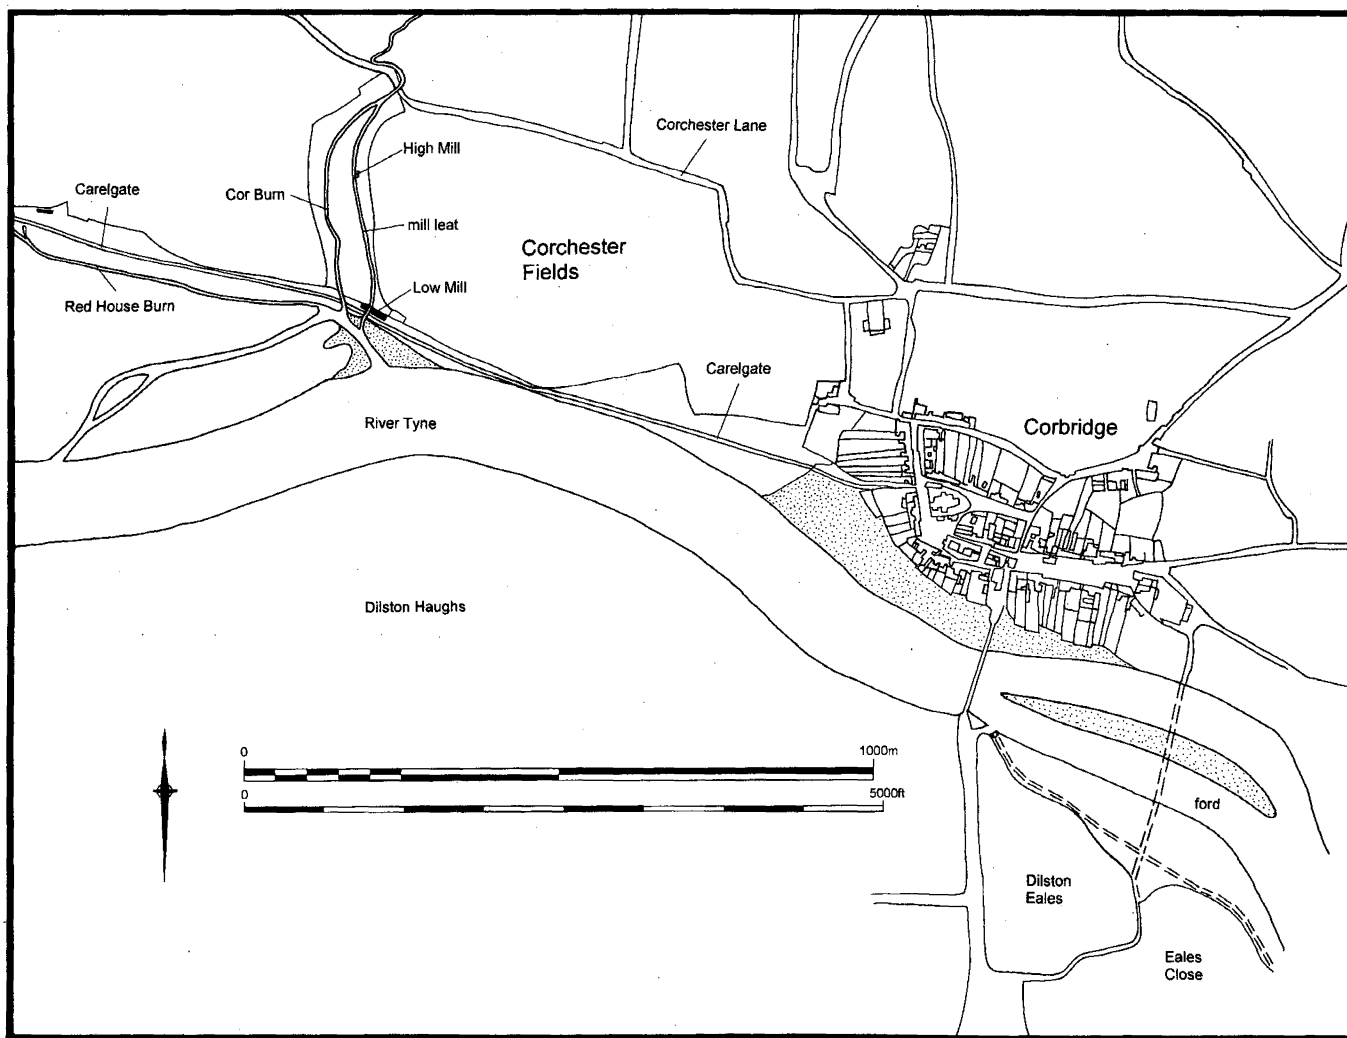 Corchester Lane
High Mill
Carelgate
Cor Burn
mill leat
Corchester
Fields
Low Mill
Red House Burn
Carelgate
River Tyne
Corbridge
Dilston Haughs
0
1000m
0
5000ft
ford
Dilston
Eales
Eales
Close